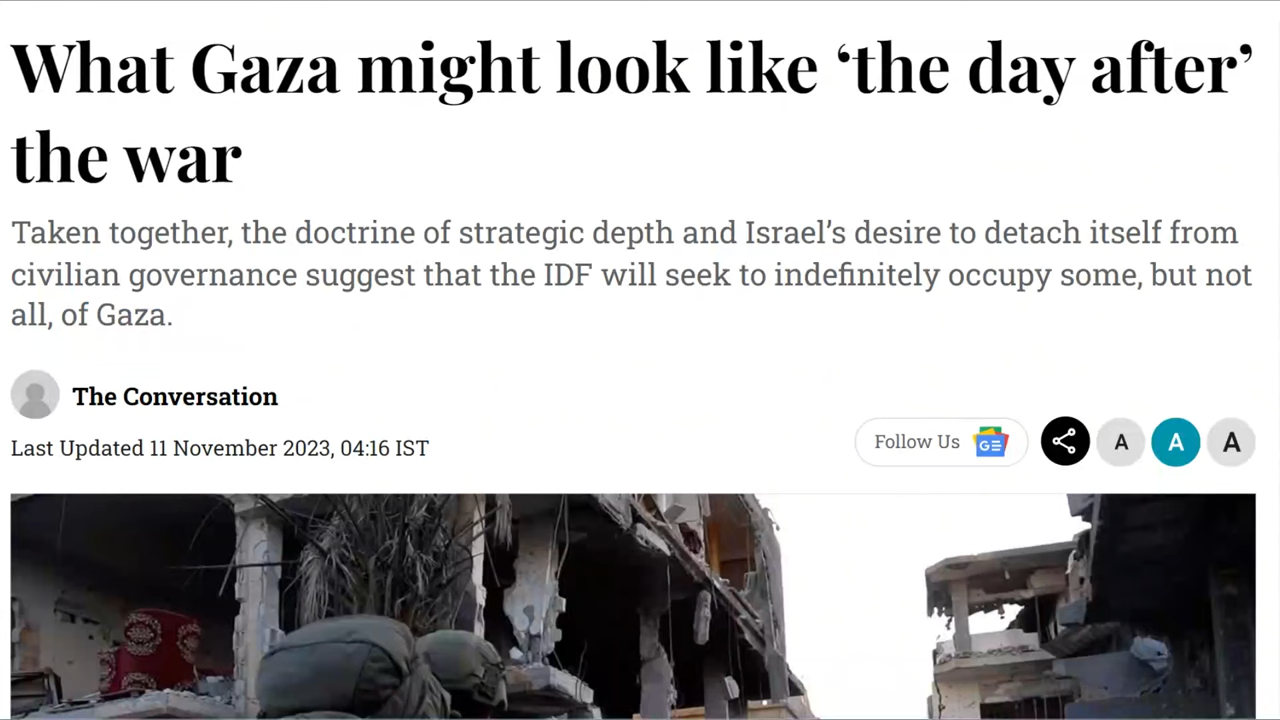 What Gaza might look like ‘the day after’
the war
Taken together, the doctrine of strategic depth and Israel’s desire to detach itself from
civilian governance suggest that the IDF will seek to indefinitely occupy some, but not
all, of Gaza.
The Conversation
Last Updated 11 November 2023, 04:16 IST
Follow Us GE A A A